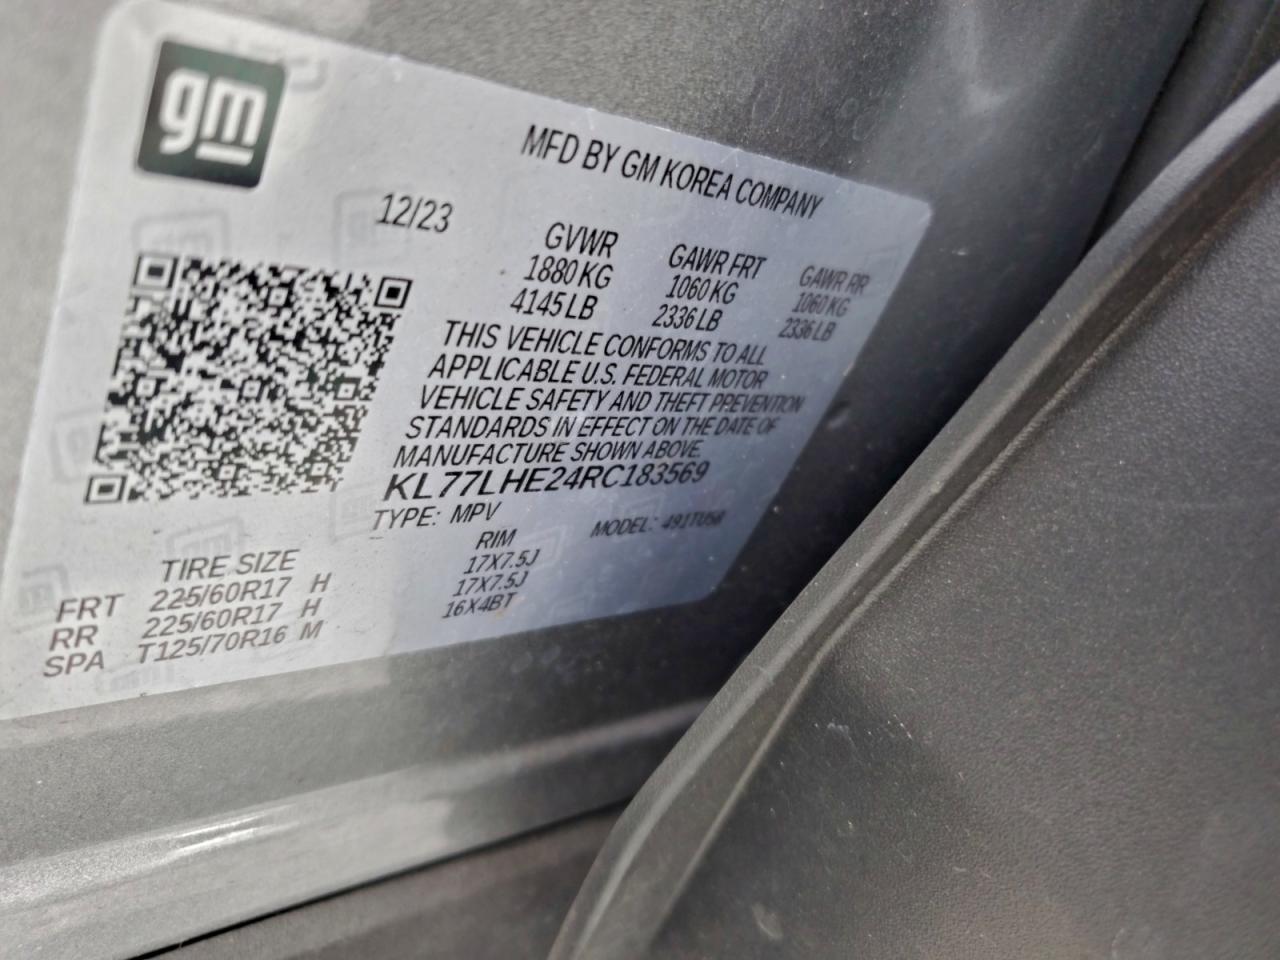 gm
MFD BY GM KOREA COMPANY
12/23
GVWR GAWR FRT GAWR RR
1880 KG 1060 KG 1060 KG
4145 LB 2336 LB 2336 LB
THIS VEHICLE CONFORMS TO ALL
APPLICABLE U.S. FEDERAL MOTOR
VEHICLE SAFETY AND THEFT PREVENTION
STANDARDS IN EFFECT ON THE DATE OF
MANUFACTURE SHOWN ABOVE.
KL77LHE24RC183569
TYPE: MPV MODEL: 491TU58
TIRE SIZE RIM
FRT 225/60R17 H 17X7.5J
RR 225/60R17 H 17X7.5J
SPA T125/70R16 M 16X4BT